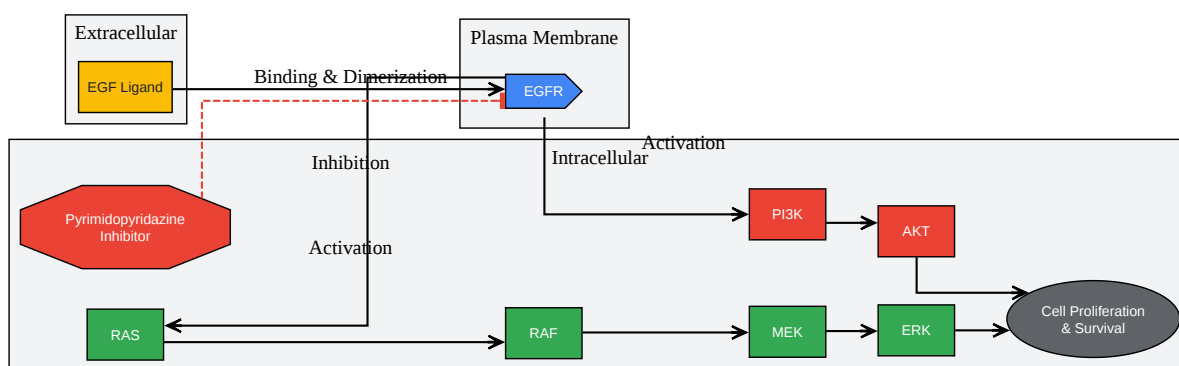 Extracellular
Plasma Membrane
Binding & Dimerization
EGF Ligand
EGFR
Activation
Intracellular
Inhibition
Pyrimidopyridazine
Inhibitor
PI3K
AKT
Activation
Cell Proliferation
& Survival
RAS
RAF
MEK
ERK